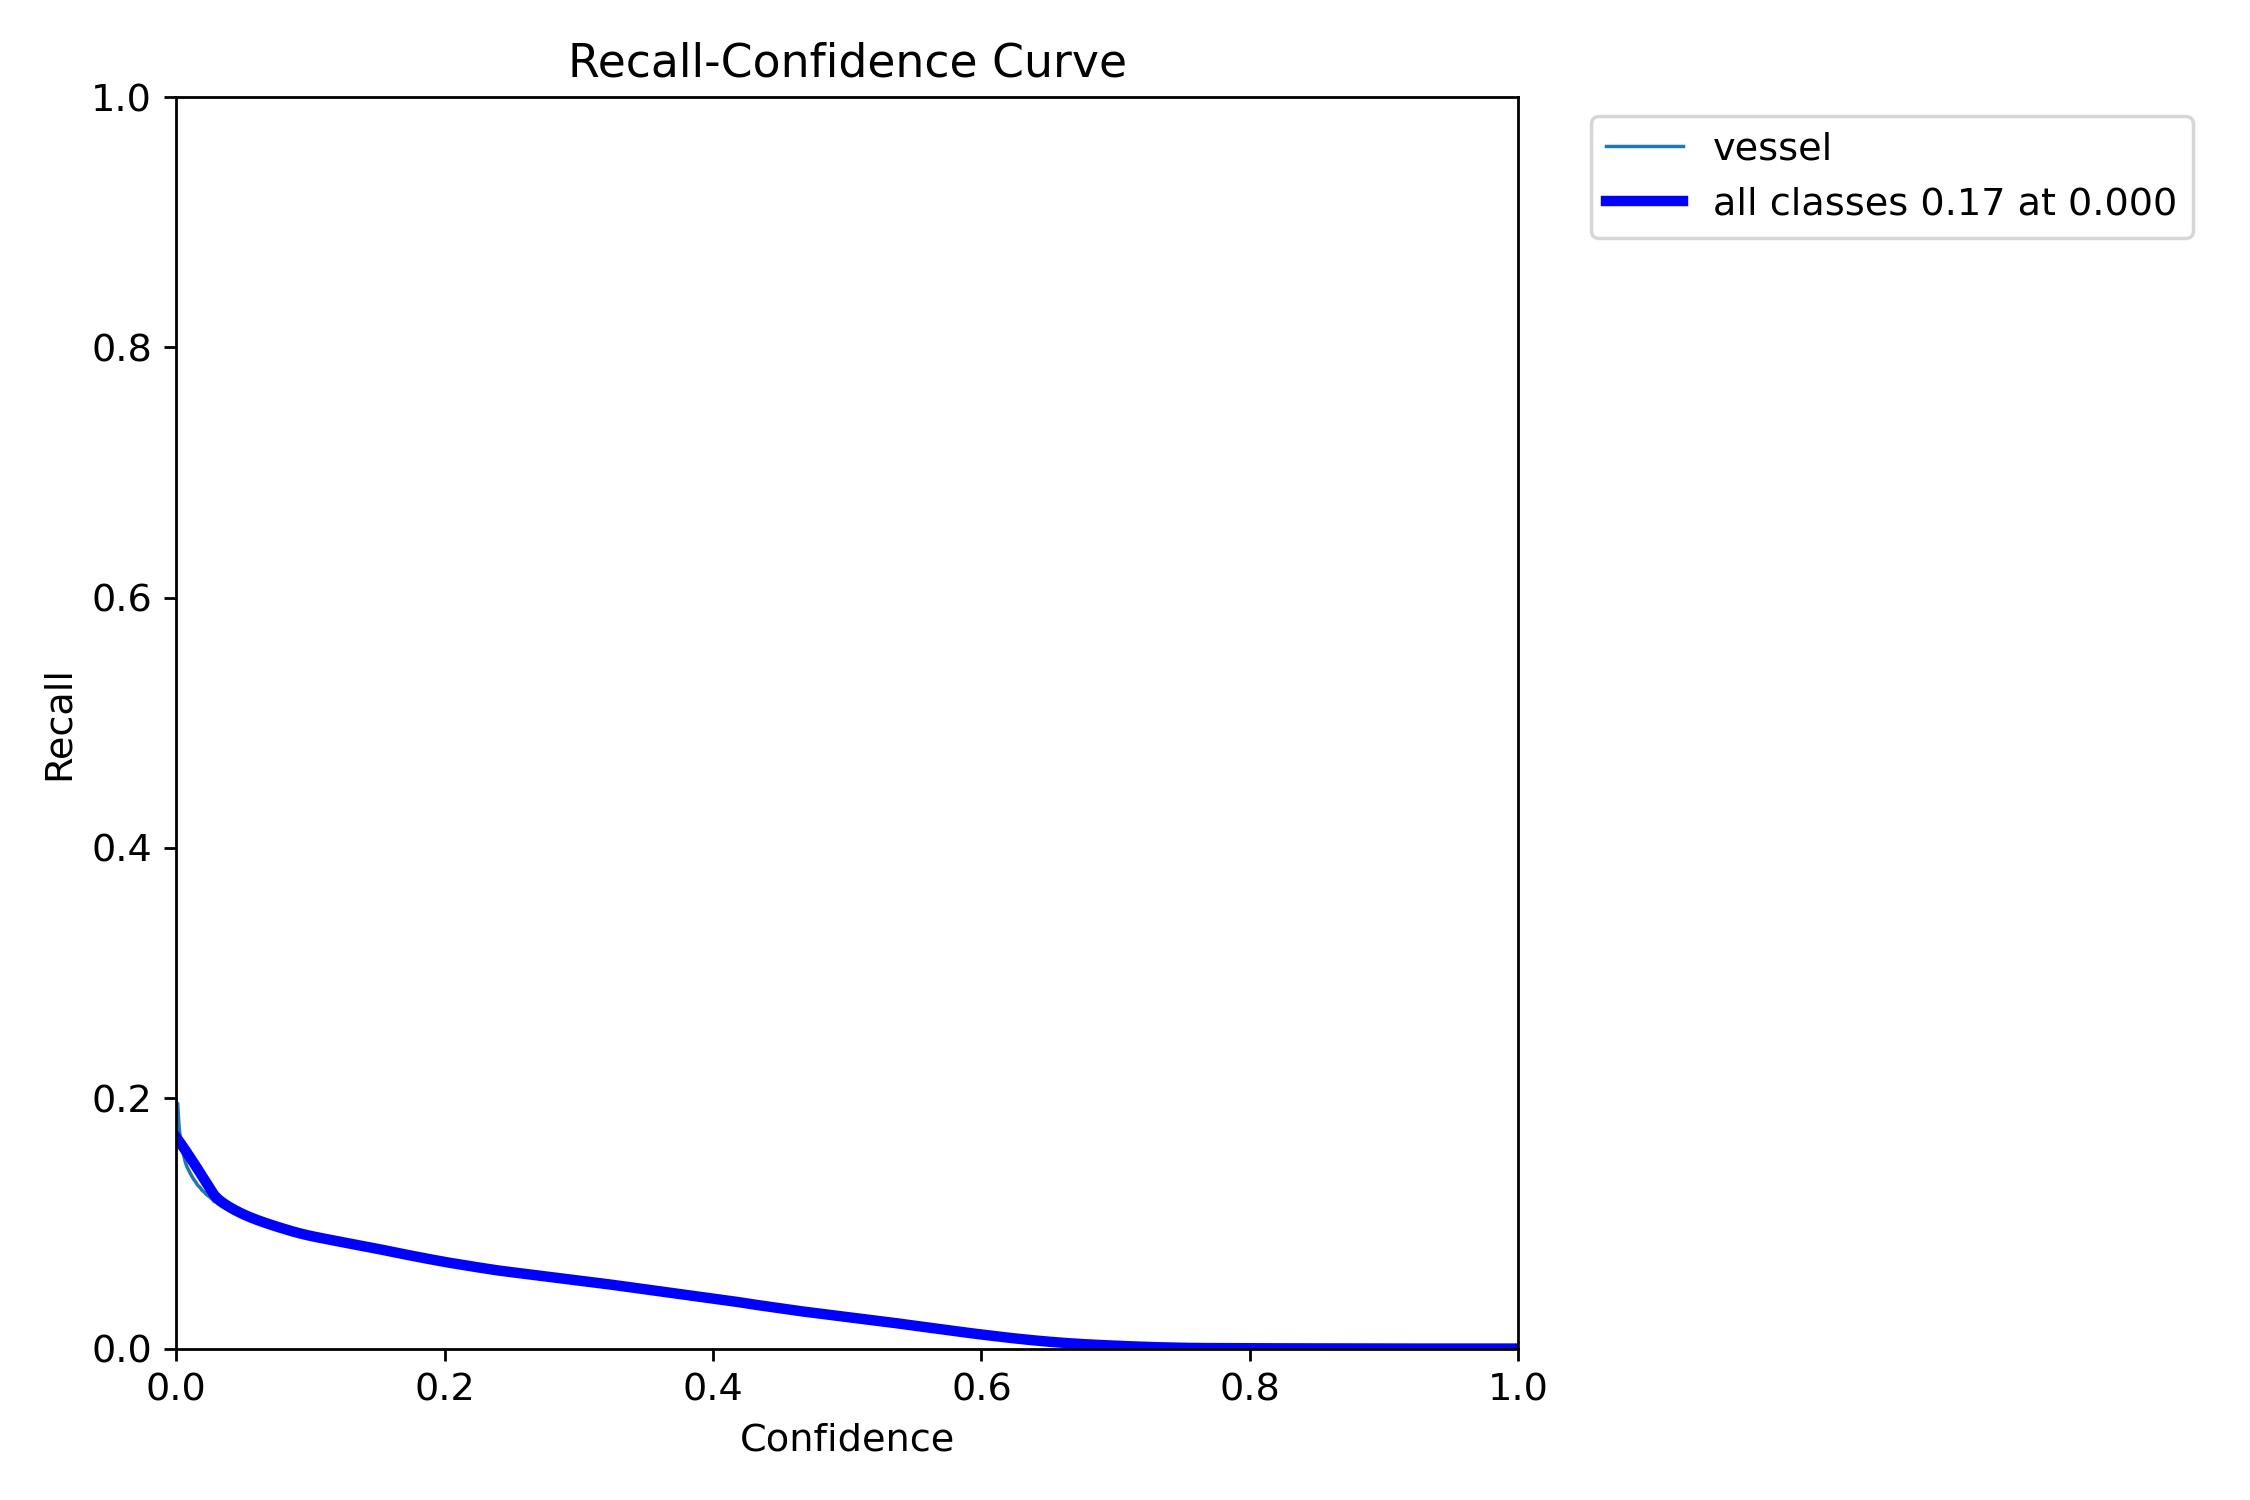 Recall-Confidence Curve
1.0
0.8
0.6
0.4
0.2
0.0
Recall
0.0 0.2 0.4 0.6 0.8 1.0
Confidence
vessel
all classes 0.17 at 0.000